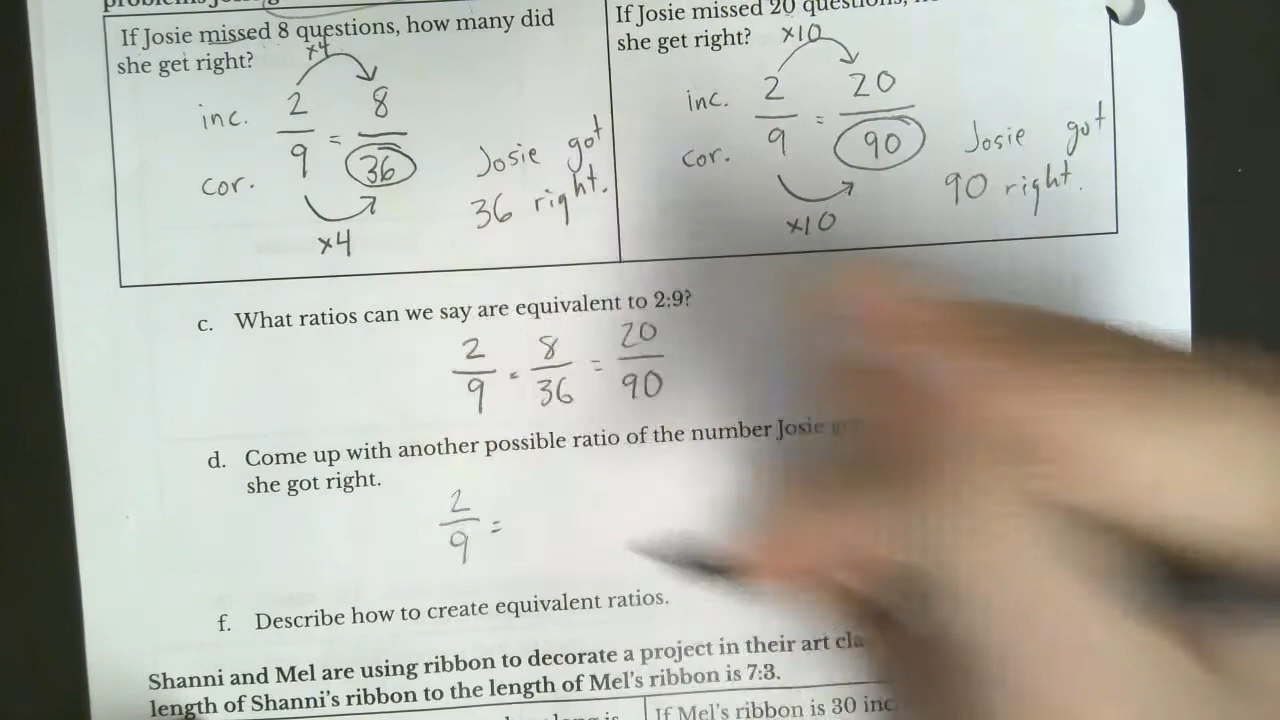 If Josie missed 8 questions, how many did
she get right?
x4
inc. 2/9 = 8/36
cor.
x4
Josie got
36 right.
If Josie missed 20
she get right?
x10
inc. 2/9 = 20/90
cor.
x10
Josie got
90 right.
c. What ratios can we say are equivalent to 2:9?
2/9 = 8/36 = 20/90
d. Come up with another possible ratio of the number Josie
she got right.
2/9 =
f. Describe how to create equivalent ratios.
Shanni and Mel are using ribbon to decorate a project in their art cla
length of Shanni's ribbon to the length of Mel's ribbon is 7:3.
If Mel's ribbon is 30 inc